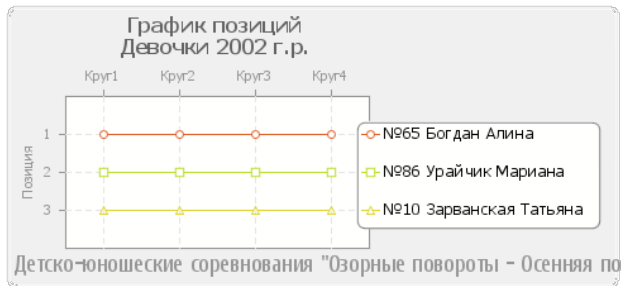 График позиций
Девочки 2002 г.р.
Круг1 Круг2 Круг3 Круг4
Позиция
1
2
3
№65 Богдан Алина
№86 Урайчик Мариана
№10 Зарванская Татьяна
Детско-юношеские соревнования "Озорные повороты - Осенняя по